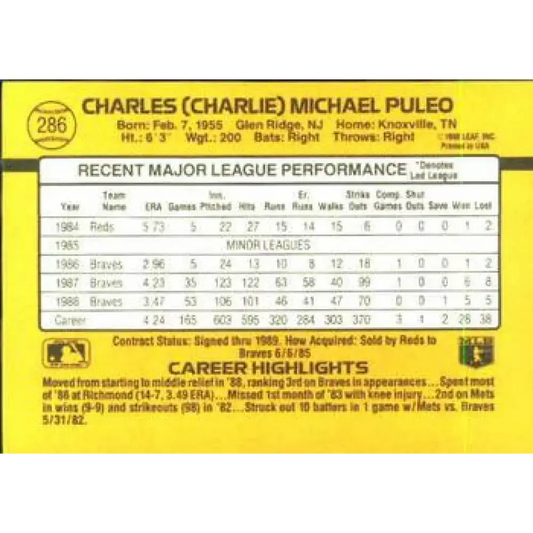 286
CHARLES (CHARLIE) MICHAEL PULEO
Born: Feb. 7, 1955 Glen Ridge, NJ Home: Knoxville, TN
Ht.: 6'3" Wgt.: 200 Bats: Right Throws: Right
© 1988 LEAF, INC.
Printed in USA
RECENT MAJOR LEAGUE PERFORMANCE *Denotes Led League
Year Team Name ERA Games Inn. Pitched Hits Runs Er. Runs Walks Strike Outs Comp. Games Shut Outs Save Won Lost
1984 Reds 5.73 5 22 27 15 14 15 6 0 0 0 1 2
1985 MINOR LEAGUES
1986 Braves 2.96 5 24 13 10 8 12 18 1 0 0 1 2
1987 Braves 4.23 35 123 122 63 58 40 99 1 0 0 6 8
1988 Braves 3.47 53 106 101 46 41 47 70 0 0 1 5 5
Career 4.24 165 603 595 320 284 303 370 3 1 2 28 38
Contract Status: Signed thru 1989. How Acquired: Sold by Reds to
Braves 6/6/85
CAREER HIGHLIGHTS
Moved from starting to middle relief in '88, ranking 3rd on Braves in appearances...Spent most
of '86 at Richmond (14-7, 3.49 ERA)...Missed 1st month of '83 with knee injury...2nd on Mets
in wins (9-9) and strikeouts (98) in '82...Struck out 10 batters in 1 game w/Mets vs. Braves
5/31/82.